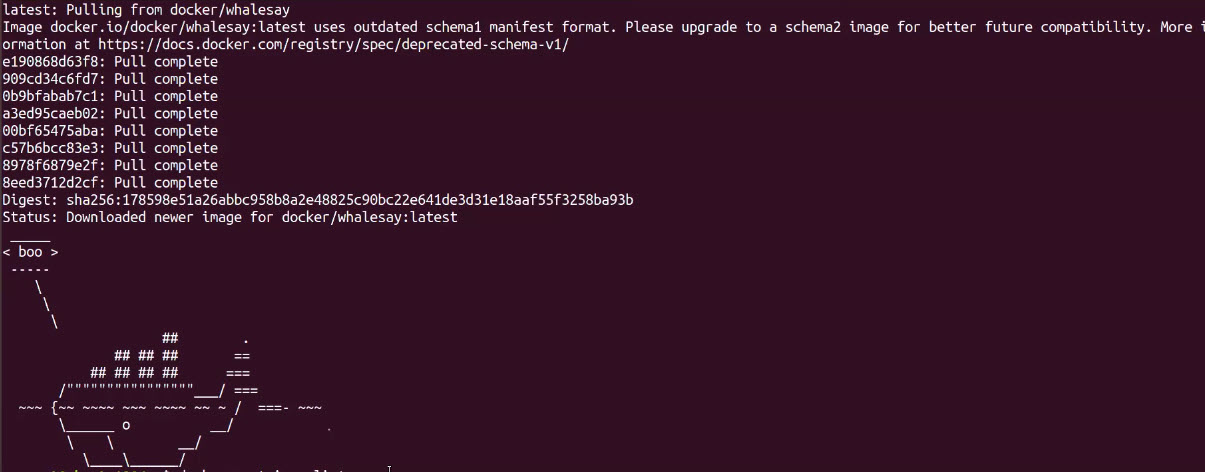 latest: Pulling from docker/whalesay
Image docker.io/docker/whalesay:latest uses outdated schema1 manifest format. Please upgrade to a schema2 image for better future compatibility. More i
ormation at https://docs.docker.com/registry/spec/deprecated-schema-v1/
e190868d63f8: Pull complete
909cd34c6fd7: Pull complete
0b9bfabab7c1: Pull complete
a3ed95caeb02: Pull complete
00bf65475aba: Pull complete
c57b6bcc83e3: Pull complete
8978f6879e2f: Pull complete
8eed3712d2cf: Pull complete
Digest: sha256:178598e51a26abbc958b8a2e48825c90bc22e641de3d31e18aaf55f3258ba93b
Status: Downloaded newer image for docker/whalesay:latest
 _____
< boo >
 -----
    \
     \
      \
                    ##        .
              ## ## ##       ==
           ## ## ## ##      ===
       /""""""""""""""""___/ ===
  ~~~ {~~ ~~~~ ~~~ ~~~~ ~~ ~ /  ===- ~~~
       \______ o          __/
        \    \        __/
          \____\______/